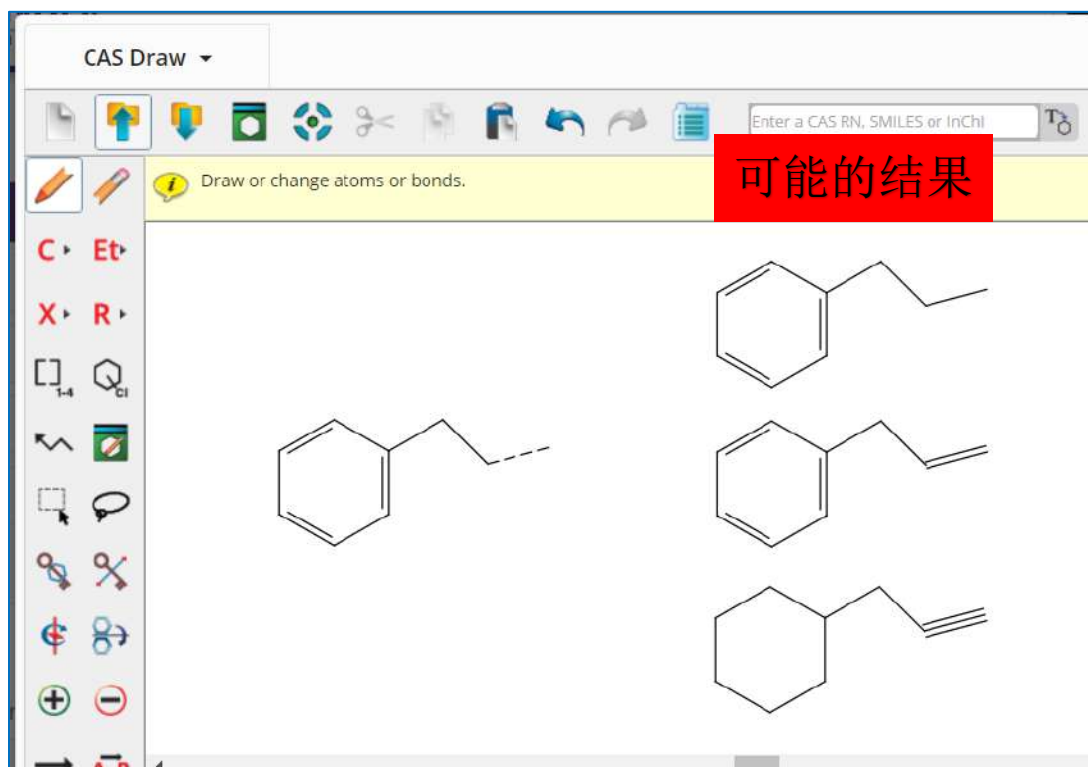 CAS Draw
Enter a CAS RN, SMILES or InChI
Draw or change atoms or bonds.
可能的结果
C Et
X R
1-4
Cl